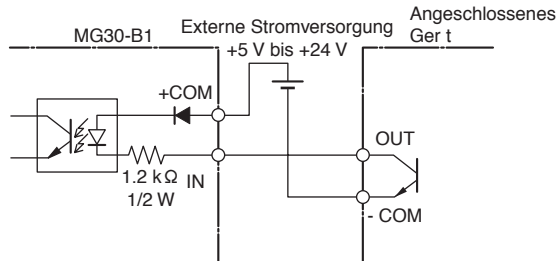 MG30-B1
Externe Stromversorgung
+5 V bis +24 V
Angeschlossenes
Ger t
+COM
OUT
1.2 kΩ
1/2 W
IN
- COM